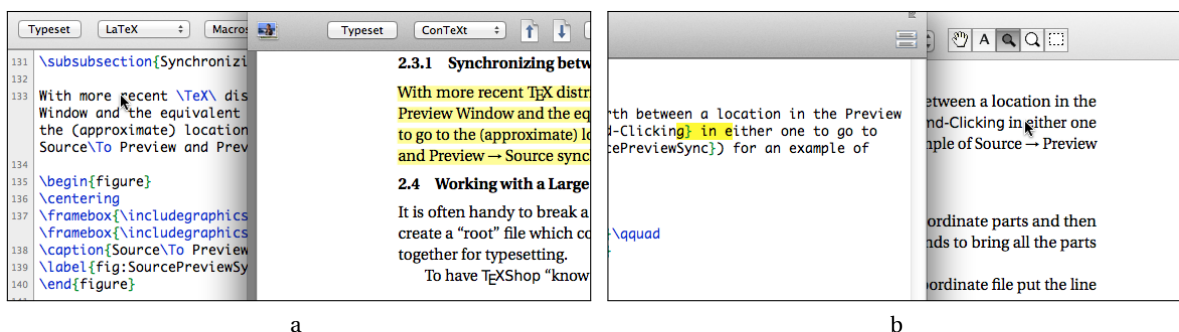 Typeset LaTeX Macros
131 \subsubsection{Synchronizi
132
133 With more recent \TeX\ dis
Window and the equivalent
the (approximate) location
Source\To Preview and Prev
134
135 \begin{figure}
136 \centering
137 \framebox{\includegraphics
\framebox{\includegraphics
138 \caption{Source\To Preview
139 \label{fig:SourcePreviewSy
140 \end{figure}
Typeset ConTeXt
2.3.1 Synchronizing betw
With more recent TEX distr
Preview Window and the eq
to go to the (approximate) lo
and Preview → Source sync
2.4 Working with a Large
It is often handy to break a
create a “root” file which co
together for typesetting.
To have TEXShop “know
a
rth between a location in the Preview
d-Clicking} in either one to go to
cePreviewSync}) for an example of
}\qquad
}
A
etween a location in the
nd-Clicking in either one
mple of Source → Preview
ordinate parts and then
nds to bring all the parts
oordinate file put the line
b